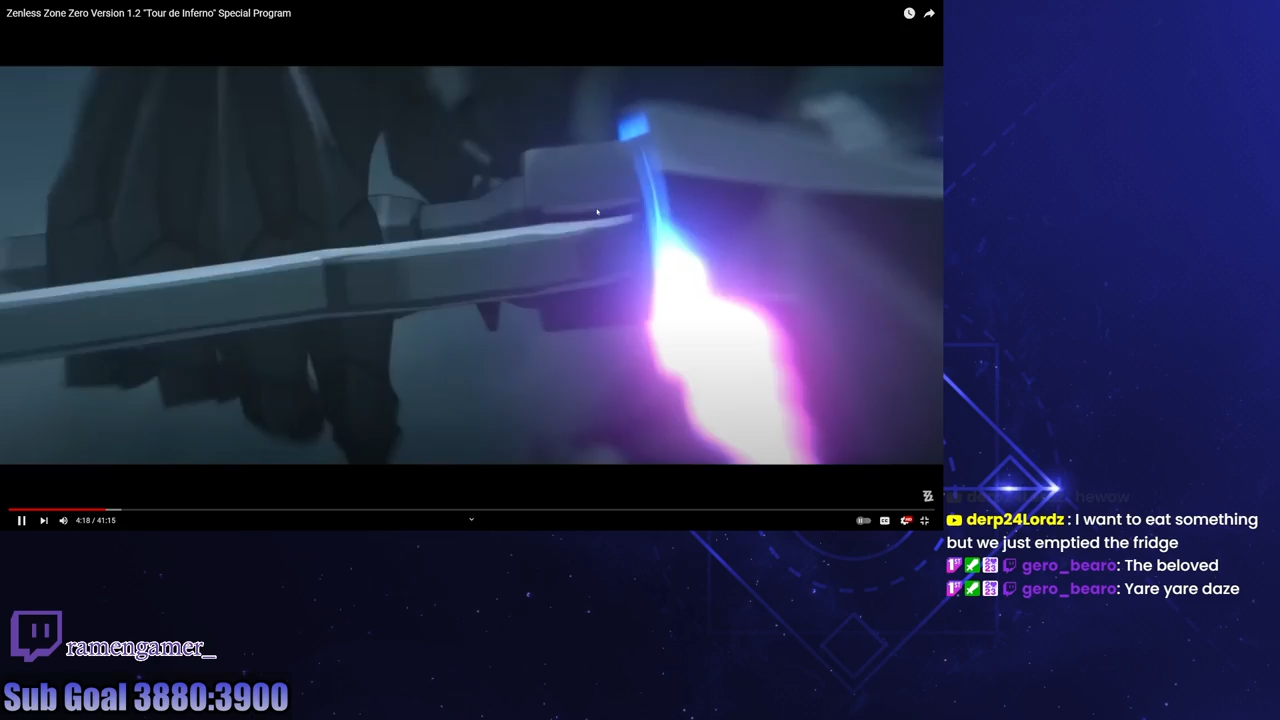 Zenless Zone Zero Version 1.2 "Tour de Inferno" Special Program
4:18 / 41:15
hewow
derp24Lordz : I want to eat something
but we just emptied the fridge
gero_bearo: The beloved
gero_bearo: Yare yare daze
ramengamer_
Sub Goal 3880:3900